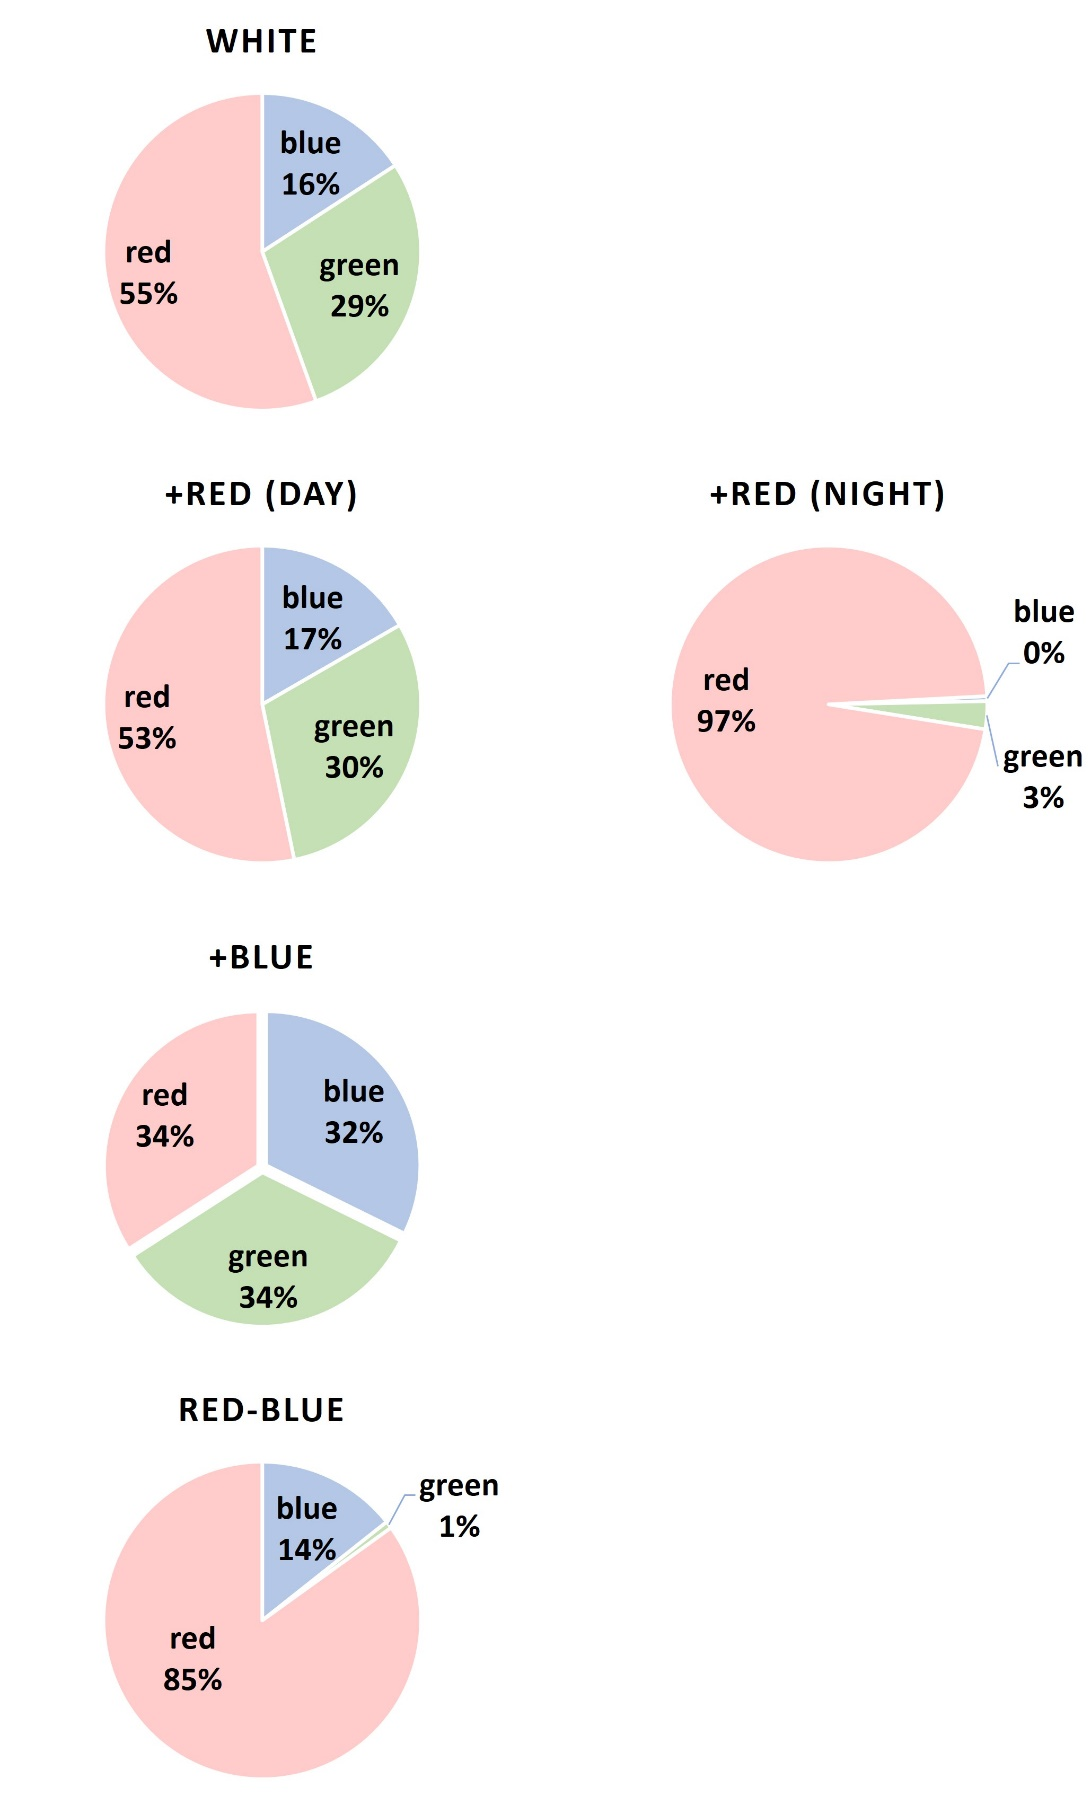 WHITE
blue
16%
green
29%
red
55%
+RED (DAY)
blue
17%
green
30%
red
53%
+RED (NIGHT)
blue
0%
green
3%
red
97%
+BLUE
blue
32%
green
34%
red
34%
RED-BLUE
blue
14%
green
1%
red
85%